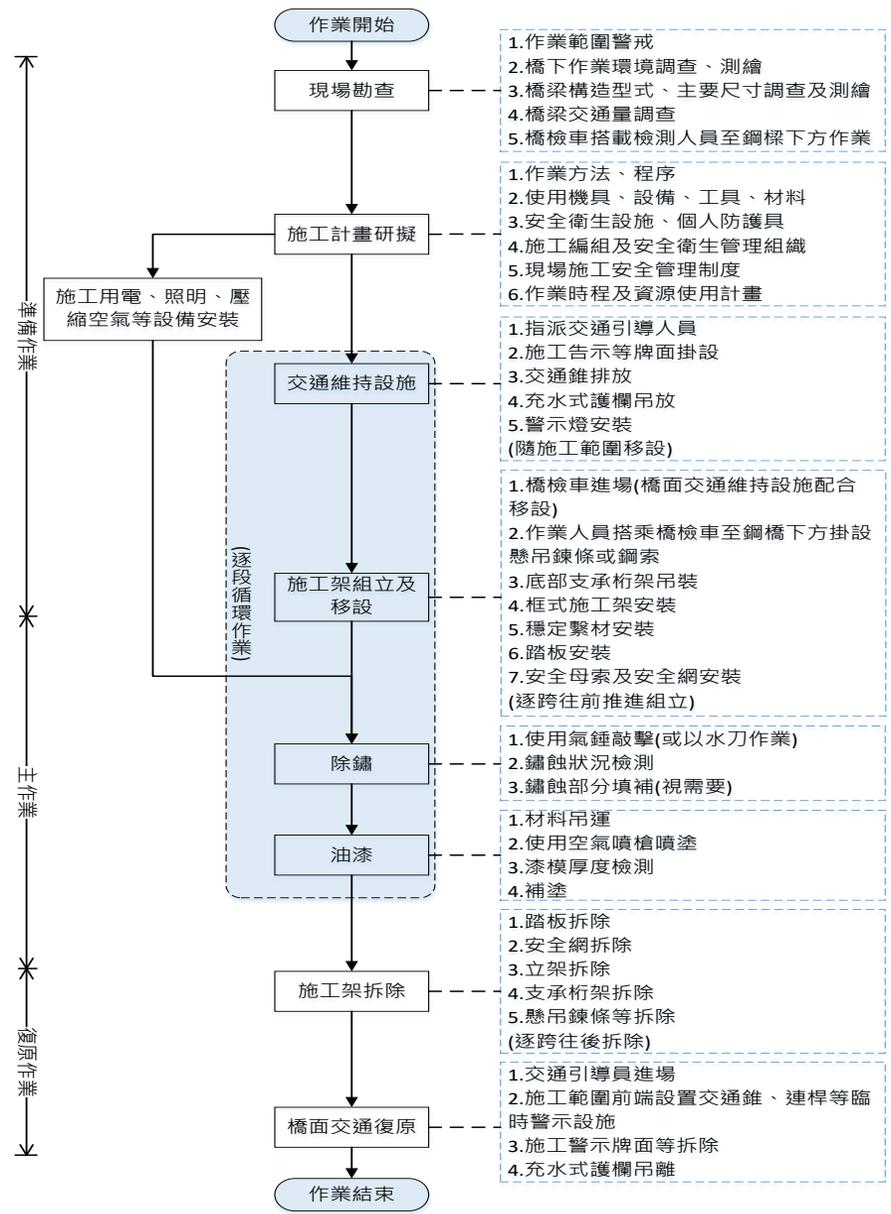 作業開始
現場勘查
1.作業範圍警戒
2.橋下作業環境調查、測繪
3.橋梁構造型式、主要尺寸調查及測繪
4.橋梁交通量調查
5.橋檢車搭載檢測人員至鋼樑下方作業
施工計畫研擬
1.作業方法、程序
2.使用機具、設備、工具、材料
3.安全衛生設施、個人防護具
4.施工編組及安全衛生管理組織
5.現場施工安全管理制度
6.作業時程及資源使用計畫
施工用電、照明、壓
縮空氣等設備安裝
準備作業
交通維持設施
1.指派交通引導人員
2.施工告示等牌面掛設
3.交通錐排放
4.充水式護欄吊放
5.警示燈安裝
(隨施工範圍移設)
(逐段循環作業)
施工架組立及
移設
1.橋檢車進場(橋面交通維持設施配合
移設)
2.作業人員搭乘橋檢車至鋼橋下方掛設
懸吊鍊條或鋼索
3.底部支承桁架吊裝
4.框式施工架安裝
5.穩定繫材安裝
6.踏板安裝
7.安全母索及安全網安裝
(逐跨往前推進組立)
主作業
除鏽
1.使用氣錘敲擊(或以水刀作業)
2.鏽蝕狀況檢測
3.鏽蝕部分填補(視需要)
油漆
1.材料吊運
2.使用空氣噴槍噴塗
3.漆模厚度檢測
4.補塗
施工架拆除
1.踏板拆除
2.安全網拆除
3.立架拆除
4.支承桁架拆除
5.懸吊鍊條等拆除
(逐跨往後拆除)
復原作業
橋面交通復原
1.交通引導員進場
2.施工範圍前端設置交通錐、連桿等臨
時警示設施
3.施工警示牌面等拆除
4.充水式護欄吊離
作業結束